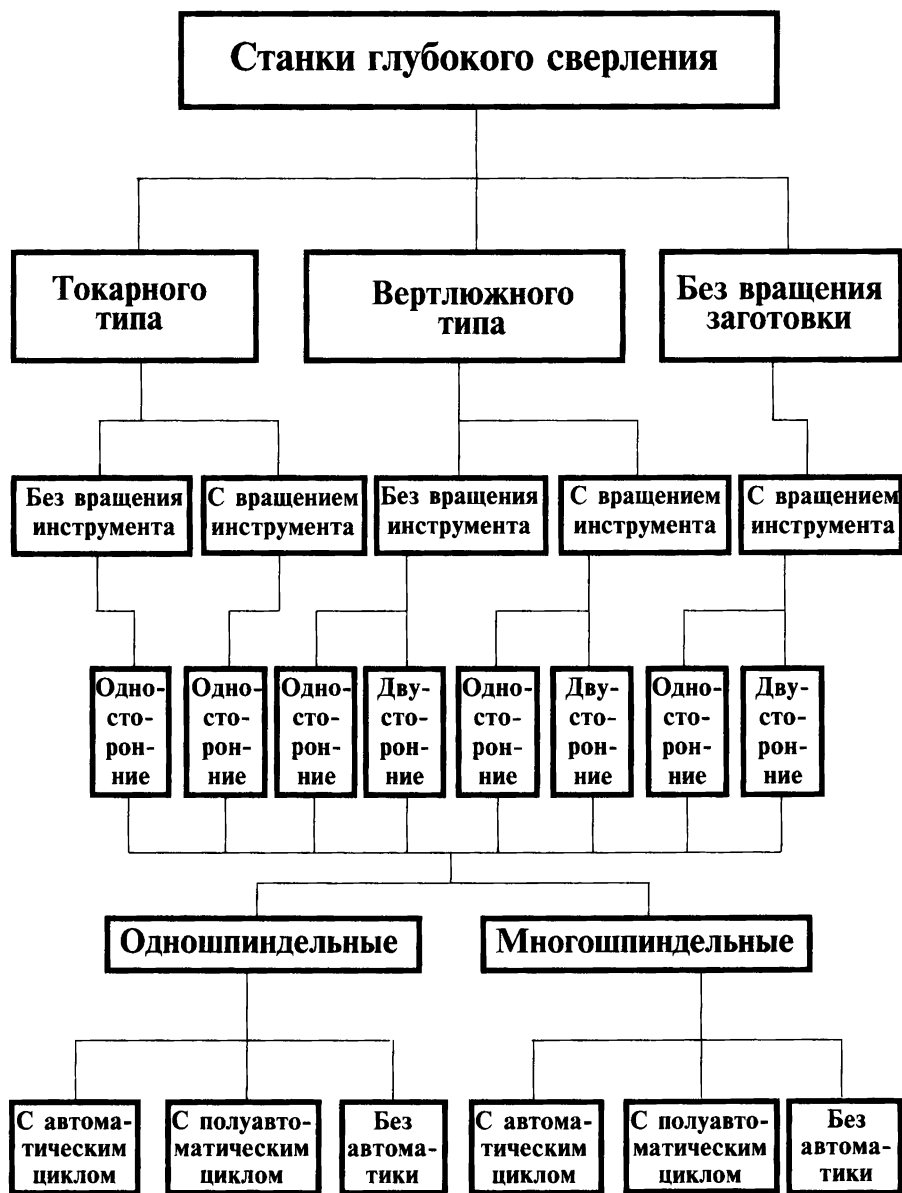 Станки глубокого сверления
Токарного
типа
Вертлюжного
типа
Без вращения
заготовки
Без вращения
инструмента
С вращением
инструмента
Без вращения
инструмента
С вращением
инструмента
С вращением
инструмента
Одно-
сто-
рон-
ние
Одно-
сто-
рон-
ние
Одно-
сто-
рон-
ние
Дву-
сто-
рон-
ние
Одно-
сто-
рон-
ние
Дву-
сто-
рон-
ние
Одно-
сто-
рон-
ние
Дву-
сто-
рон-
ние
Одношпиндельные
Многошпиндельные
С автома-
тическим
циклом
С полуавто-
матическим
циклом
Без
автома-
тики
С автома-
тическим
циклом
С полуавто-
матическим
циклом
Без
автома-
тики